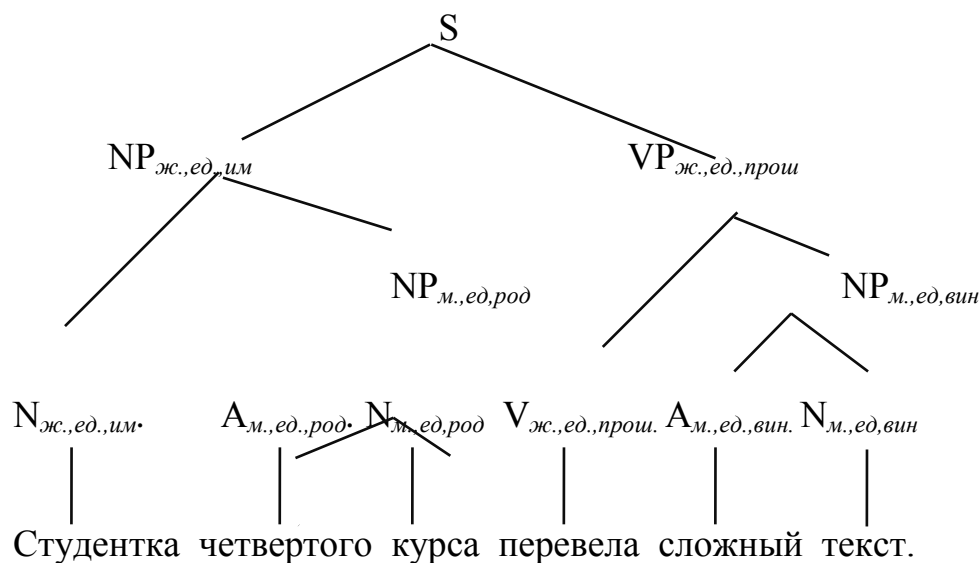 S
NPж.,ед.,им VPж.,ед.,прош
NPм.,ед,род NPм.,ед,вин
Nж.,ед.,им. Aм.,ед.,род. Nм.,ед,род Vж.,ед.,прош. Aм.,ед.,вин. Nм.,ед,вин
Студентка четвертого курса перевела сложный текст.